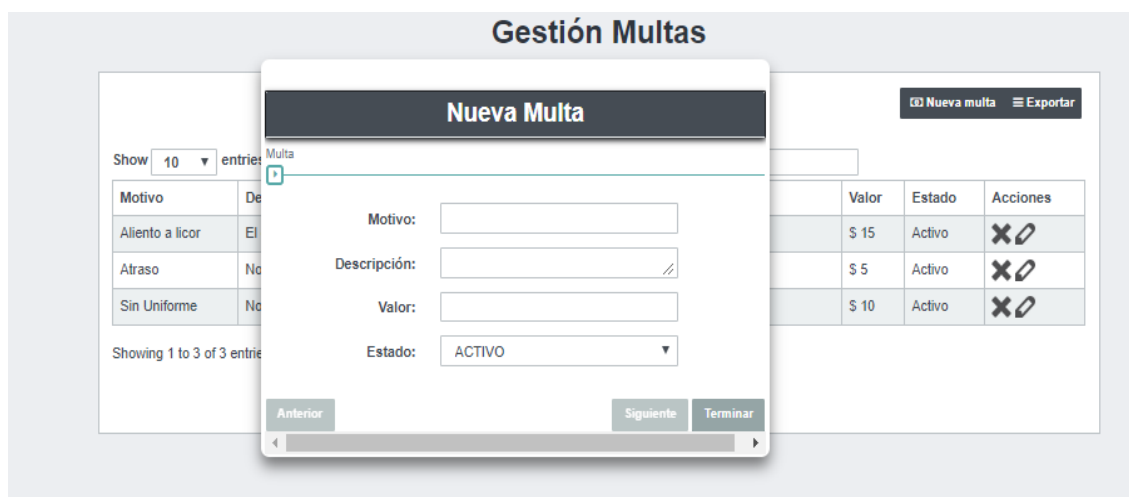 Gestión Multas
Nueva multa Exportar
Nueva Multa
Show 10 entries
Multa
Motivo De Valor Estado Acciones
Aliento a licor El $ 15 Activo
Atraso No $ 5 Activo
Sin Uniforme No $ 10 Activo
Showing 1 to 3 of 3 entrie
Motivo:
Descripción:
Valor:
Estado: ACTIVO
Anterior Siguiente Terminar